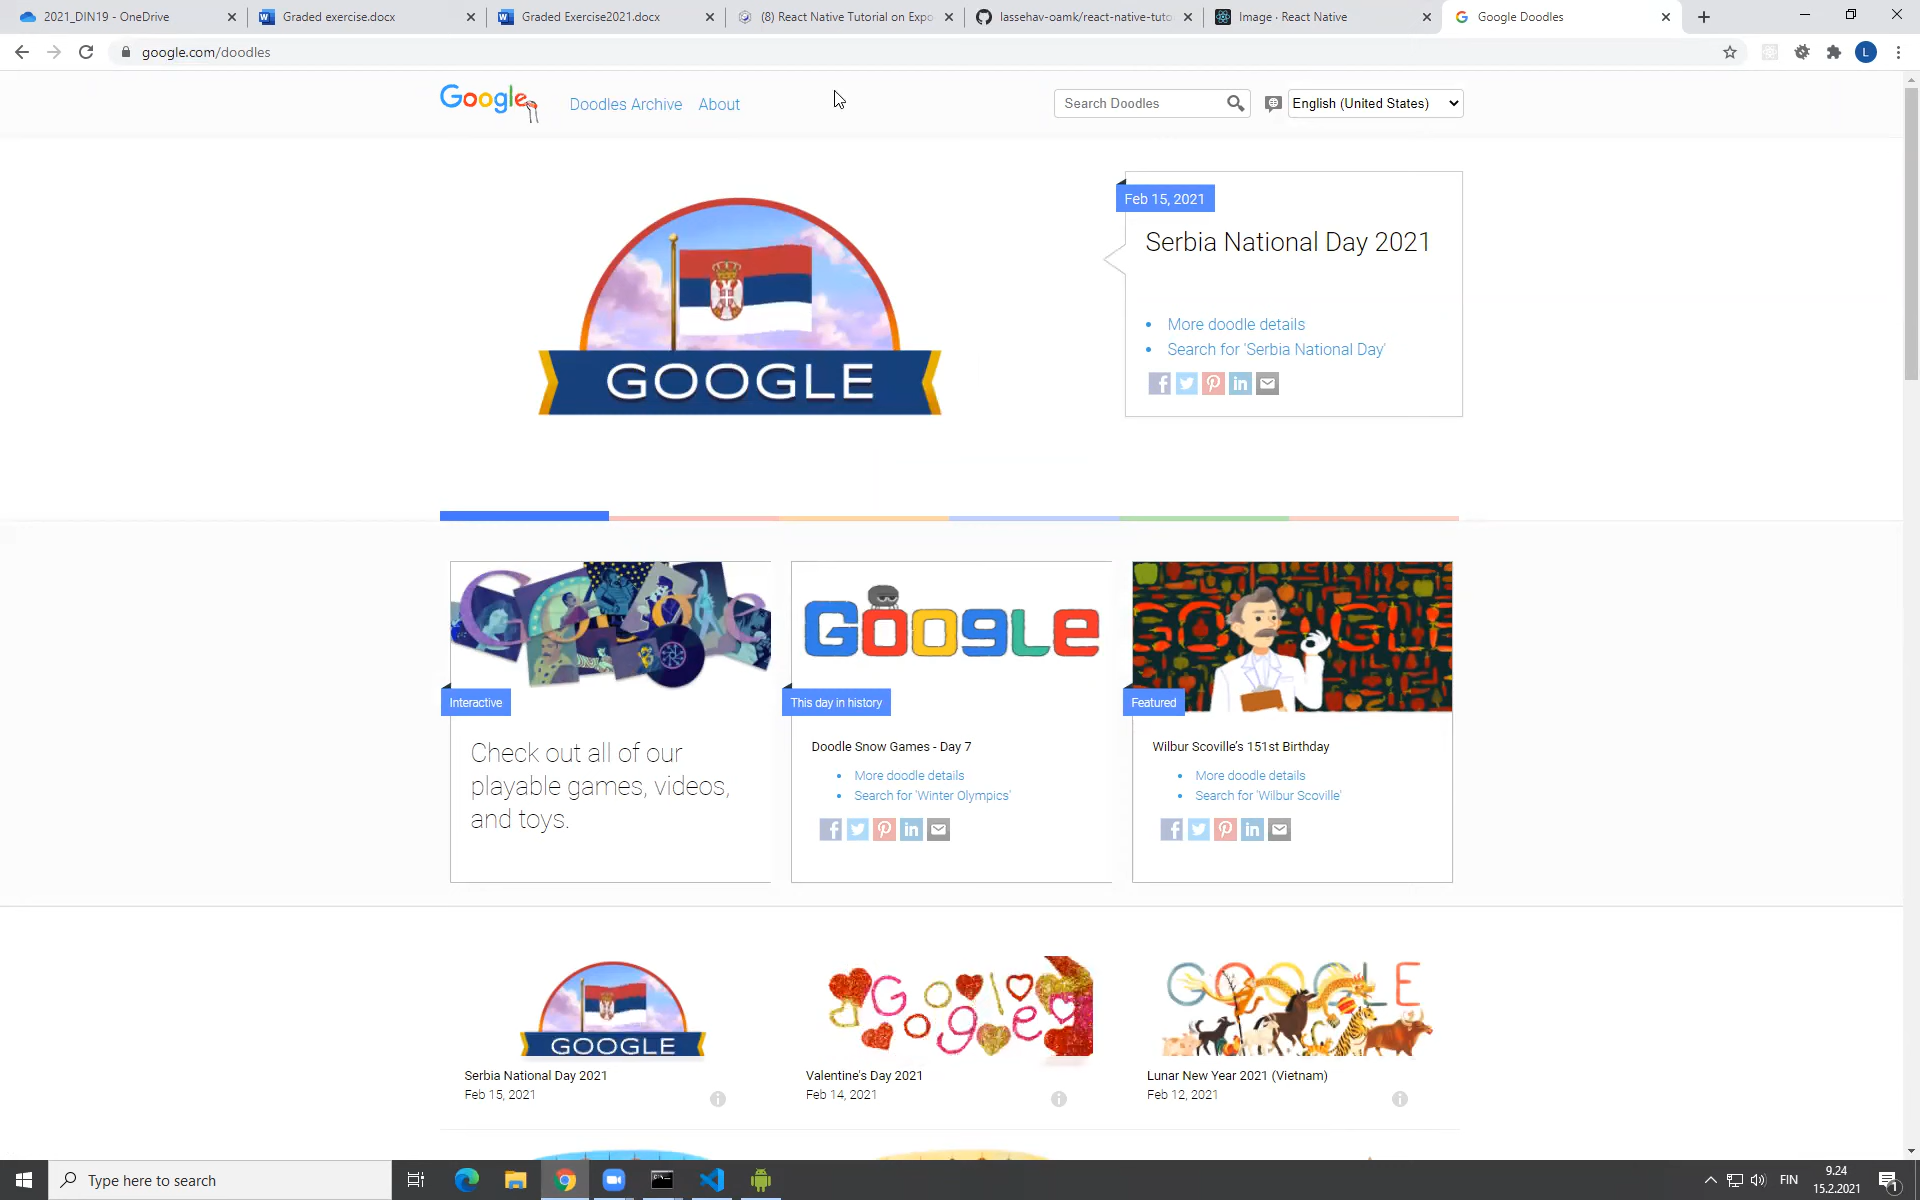 2021_DIN19 - OneDrive
Graded exercise.docx
Graded Exercise2021.docx
(8) React Native Tutorial on Expo
lassehav-oamk/react-native-tuto
Image · React Native
Google Doodles
google.com/doodles
L
Google
Doodles Archive
About
Search Doodles
English (United States)
Feb 15, 2021
Serbia National Day 2021
GOOGLE
More doodle details
Search for 'Serbia National Day'
Google
Google
GOOGLE
Interactive
This day in history
Featured
Check out all of our
playable games, videos,
and toys.
Doodle Snow Games - Day 7
More doodle details
Search for 'Winter Olympics'
Wilbur Scoville's 151st Birthday
More doodle details
Search for 'Wilbur Scoville'
GOOGLE
Google
GOOGLE
Serbia National Day 2021
Feb 15, 2021
Valentine's Day 2021
Feb 14, 2021
Lunar New Year 2021 (Vietnam)
Feb 12, 2021
Type here to search
FIN
9.24
15.2.2021
1